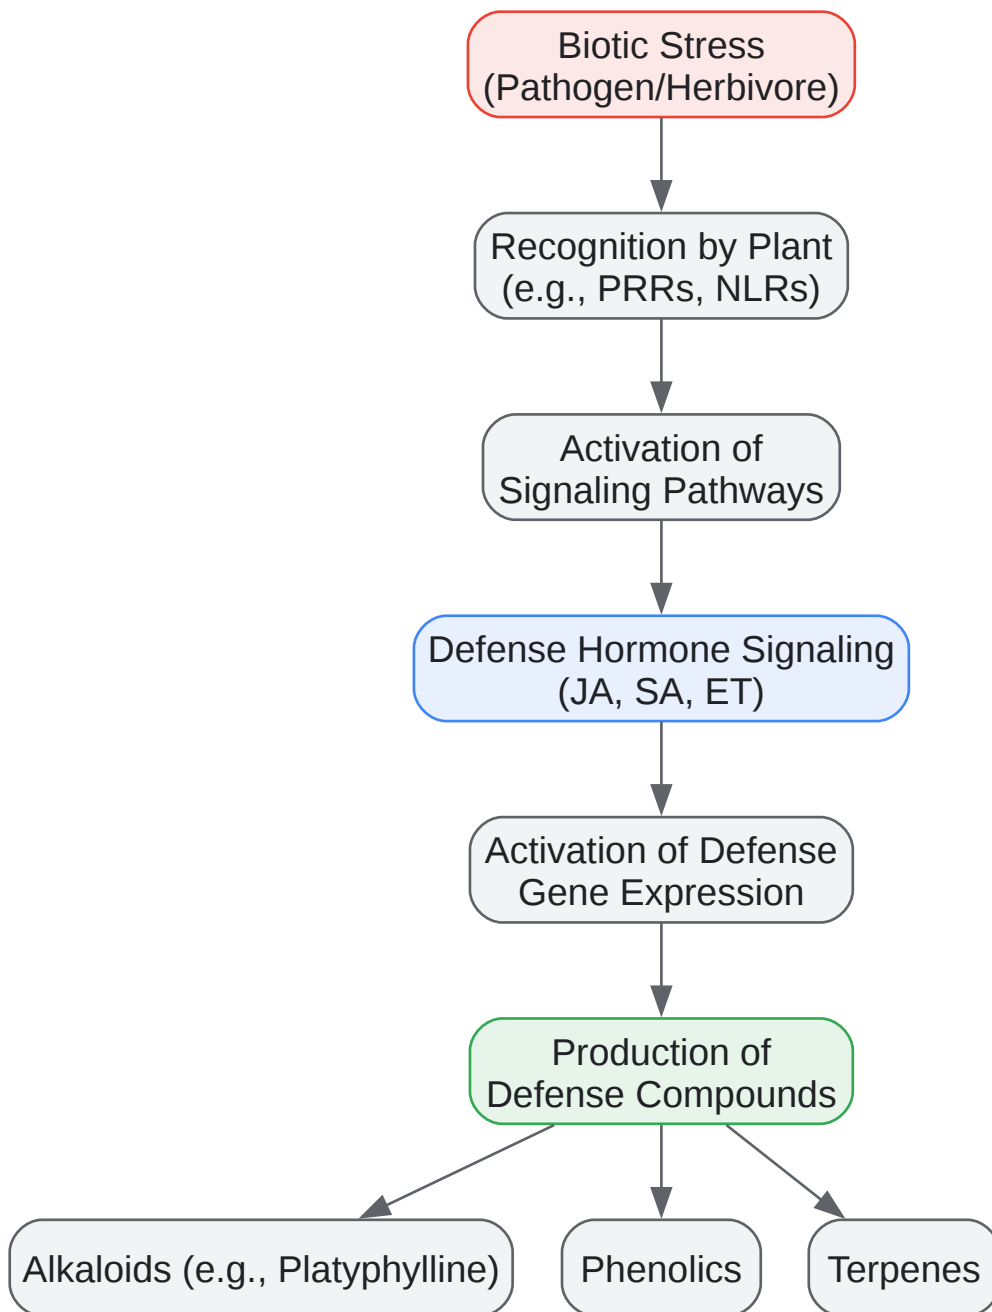 Biotic Stress
(Pathogen/Herbivore)
Recognition by Plant
(e.g., PRRs, NLRs)
Activation of
Signaling Pathways
Defense Hormone Signaling
(JA, SA, ET)
Activation of Defense
Gene Expression
Production of
Defense Compounds
Alkaloids (e.g., Platyphylline)
Phenolics
Terpenes